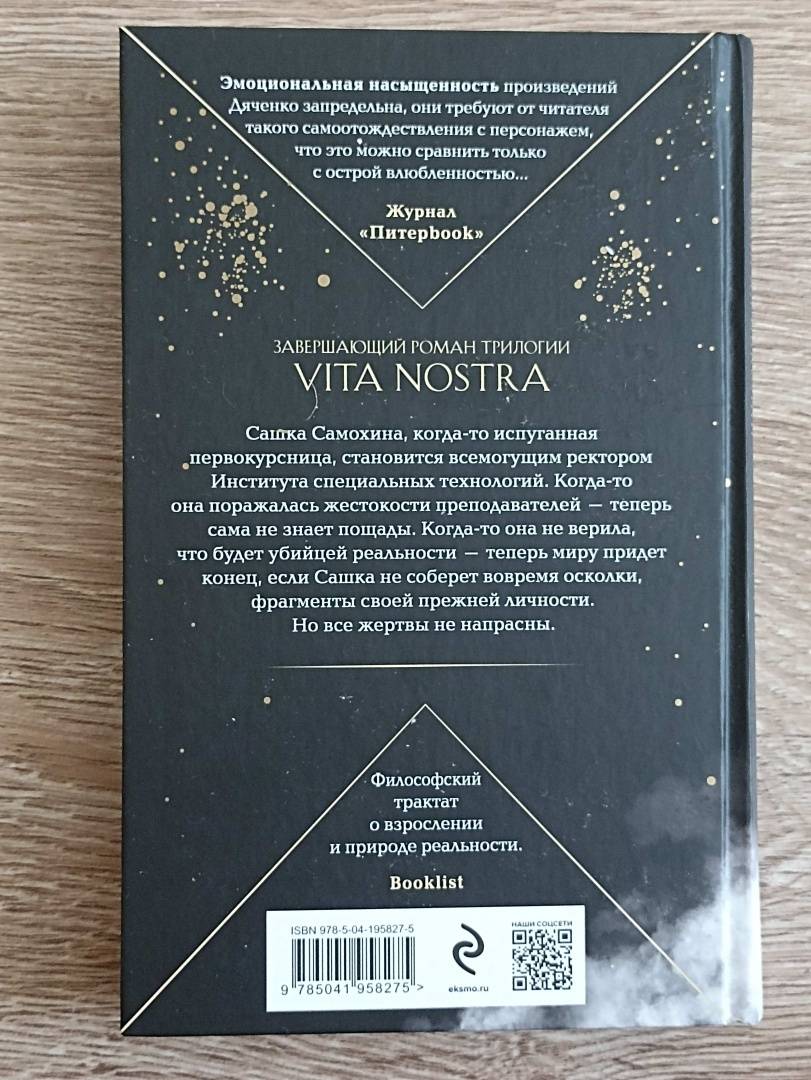 Эмоциональная насыщенность произведений
Дяченко запредельна, они требуют от читателя
такого самоотождествления с персонажем,
что это можно сравнить только
с острой влюбленностью...
Журнал
«Питерbook»
ЗАВЕРШАЮЩИЙ РОМАН ТРИЛОГИИ
VITA NOSTRA
Сашка Самохина, когда-то испуганная
первокурсница, становится всемогущим ректором
Института специальных технологий. Когда-то
она поражалась жестокости преподавателей — теперь
сама не знает пощады. Когда-то она не верила,
что будет убийцей реальности — теперь миру придет
конец, если Сашка не соберет вовремя осколки,
фрагменты своей прежней личности.
Но все жертвы не напрасны.
Философский
трактат
о взрослении
и природе реальности.
Booklist
ISBN 978-5-04-195827-5
9 785041 958275 >
eksmo.ru
НАШИ СОЦСЕТИ